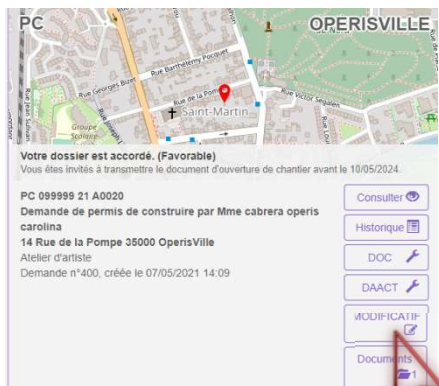 PC OPERISVILLE
Rue Barthélemy Pocquet
Rue Georges Bizet
Rue de la Pompe
Rue Victor Segalen
Saint-Martin
Groupe
Scolaire
Votre dossier est accordé. (Favorable)
Vous êtes invités à transmettre le document d'ouverture de chantier avant le 10/05/2024.
PC 099999 21 A0020
Demande de permis de construire par Mme cabrera operis
carolina
14 Rue de la Pompe 35000 OperisVille
Atelier d'artiste
Demande n°400, créée le 07/05/2021 14:09
Consulter
Historique
DOC
DAACT
MODIFICATIF
Documents
1